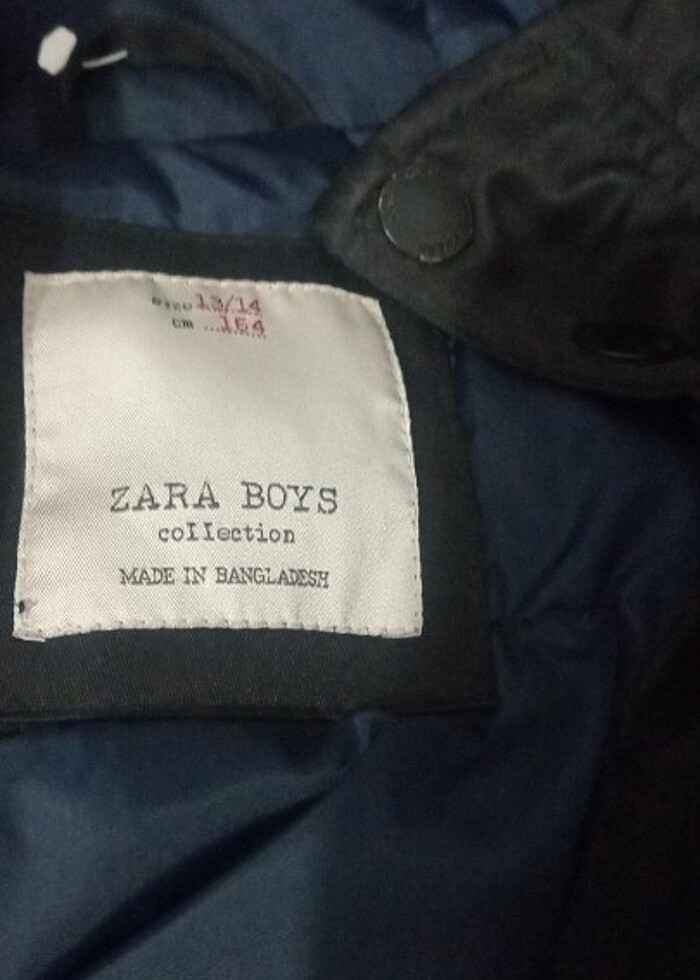 SIZE 13/14
cm ...164
ZARA BOYS
collection
MADE IN BANGLADESH